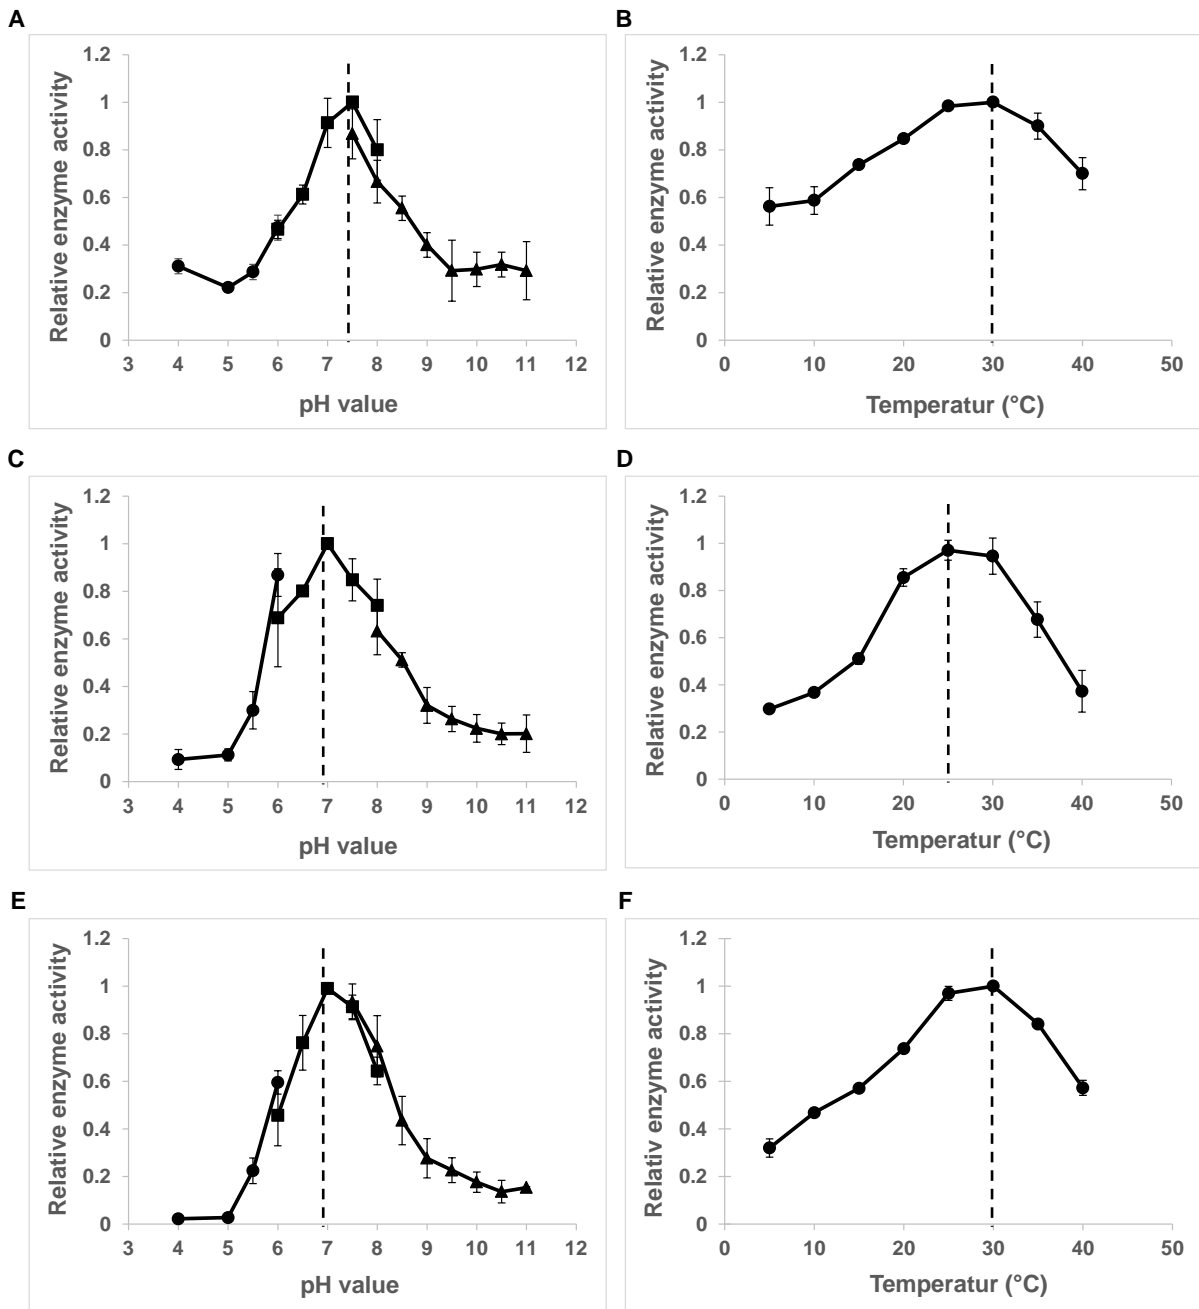 A
Relative enzyme activity
1.2
1
0.8
0.6
0.4
0.2
0
3 4 5 6 7 8 9 10 11 12
pH value
B
Relative enzyme activity
1.2
1
0.8
0.6
0.4
0.2
0
0 10 20 30 40 50
Temperatur (°C)
C
Relative enzyme activity
1.2
1
0.8
0.6
0.4
0.2
0
3 4 5 6 7 8 9 10 11 12
pH value
D
Relative enzyme activity
1.2
1
0.8
0.6
0.4
0.2
0
0 10 20 30 40 50
Temperatur (°C)
E
Relative enzyme activity
1.2
1
0.8
0.6
0.4
0.2
0
3 4 5 6 7 8 9 10 11 12
pH value
F
Relativ enzyme activity
1.2
1
0.8
0.6
0.4
0.2
0
0 10 20 30 40 50
Temperatur (°C)